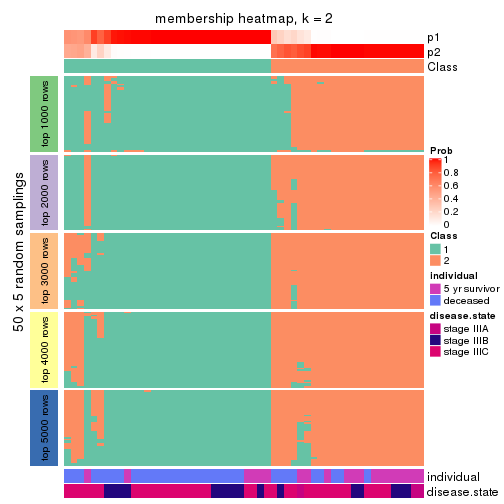 membership heatmap, k = 2
p1
p2
Class
50 x 5 random samplings
top 1000 rows
top 2000 rows
top 3000 rows
top 4000 rows
top 5000 rows
Prob
1
0.8
0.6
0.4
0.2
0
Class
1
2
individual
5 yr survivor
deceased
disease.state
stage IIIA
stage IIIB
stage IIIC
individual
disease.state